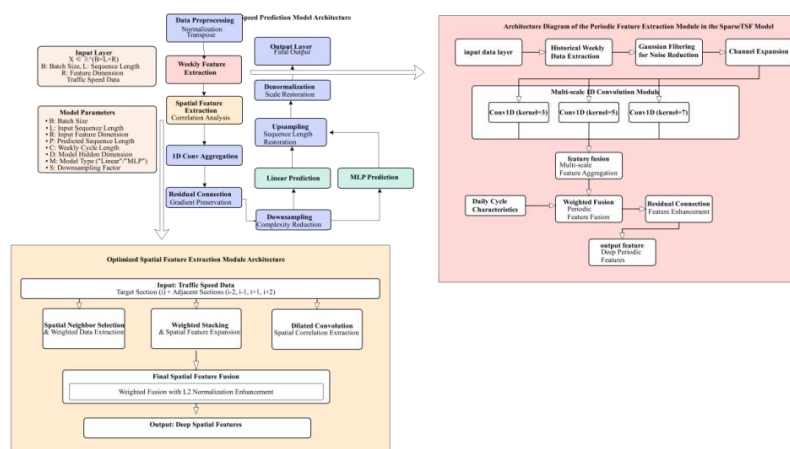 peed Prediction Model Architecture
Data Preprocessing
Normalization
Transpose
Input Layer
B: Batch Size, L: Sequence Length
R: Feature Dimension
Traffic Speed Data
Weekly Feature
Extraction
Spatial Feature
Extraction
Correlation Analysis
Model Parameters
• B: Batch Size
• L: Input Sequence Length
• R: Input Feature Dimension
• P: Predicted Sequence Length
• C: Weekly Cycle Length
• D: Model Hidden Dimension
• M: Model Type ("Linear"/"MLP")
• S: Downsampling Factor
1D Conv Aggregation
Residual Connection
Gradient Preservation
Output Layer
Final Output
Denormalization
Scale Restoration
Upsampling
Sequence Length
Restoration
Linear Prediction
MLP Prediction
Downsampling
Complexity Reduction
Architecture Diagram of the Periodic Feature Extraction Module in the SparseTSF Model
input data layer
Historical Weekly
Data Extraction
Gaussian Filtering
for Noise Reduction
Channel Expansion
Multi-scale 1D Convolution Module
Conv1D (kernel=3)
Conv1D (kernel=5)
Conv1D (kernel=7)
feature fusion
Multi-scale
Feature Aggregation
Daily Cycle
Characteristics
Weighted Fusion
Periodic
Feature Fusion
Residual Connection
Feature Enhancement
output feature
Deep Periodic
Features
Optimized Spatial Feature Extraction Module Architecture
Input: Traffic Speed Data
Target Section (i) + Adjacent Sections (i-2, i-1, i+1, i+2)
Spatial Neighbor Selection
& Weighted Data Extraction
Weighted Stacking
& Spatial Feature Expansion
Dilated Convolution
Spatial Correlation Extraction
Final Spatial Feature Fusion
Weighted Fusion with L2 Normalization Enhancement
Output: Deep Spatial Features